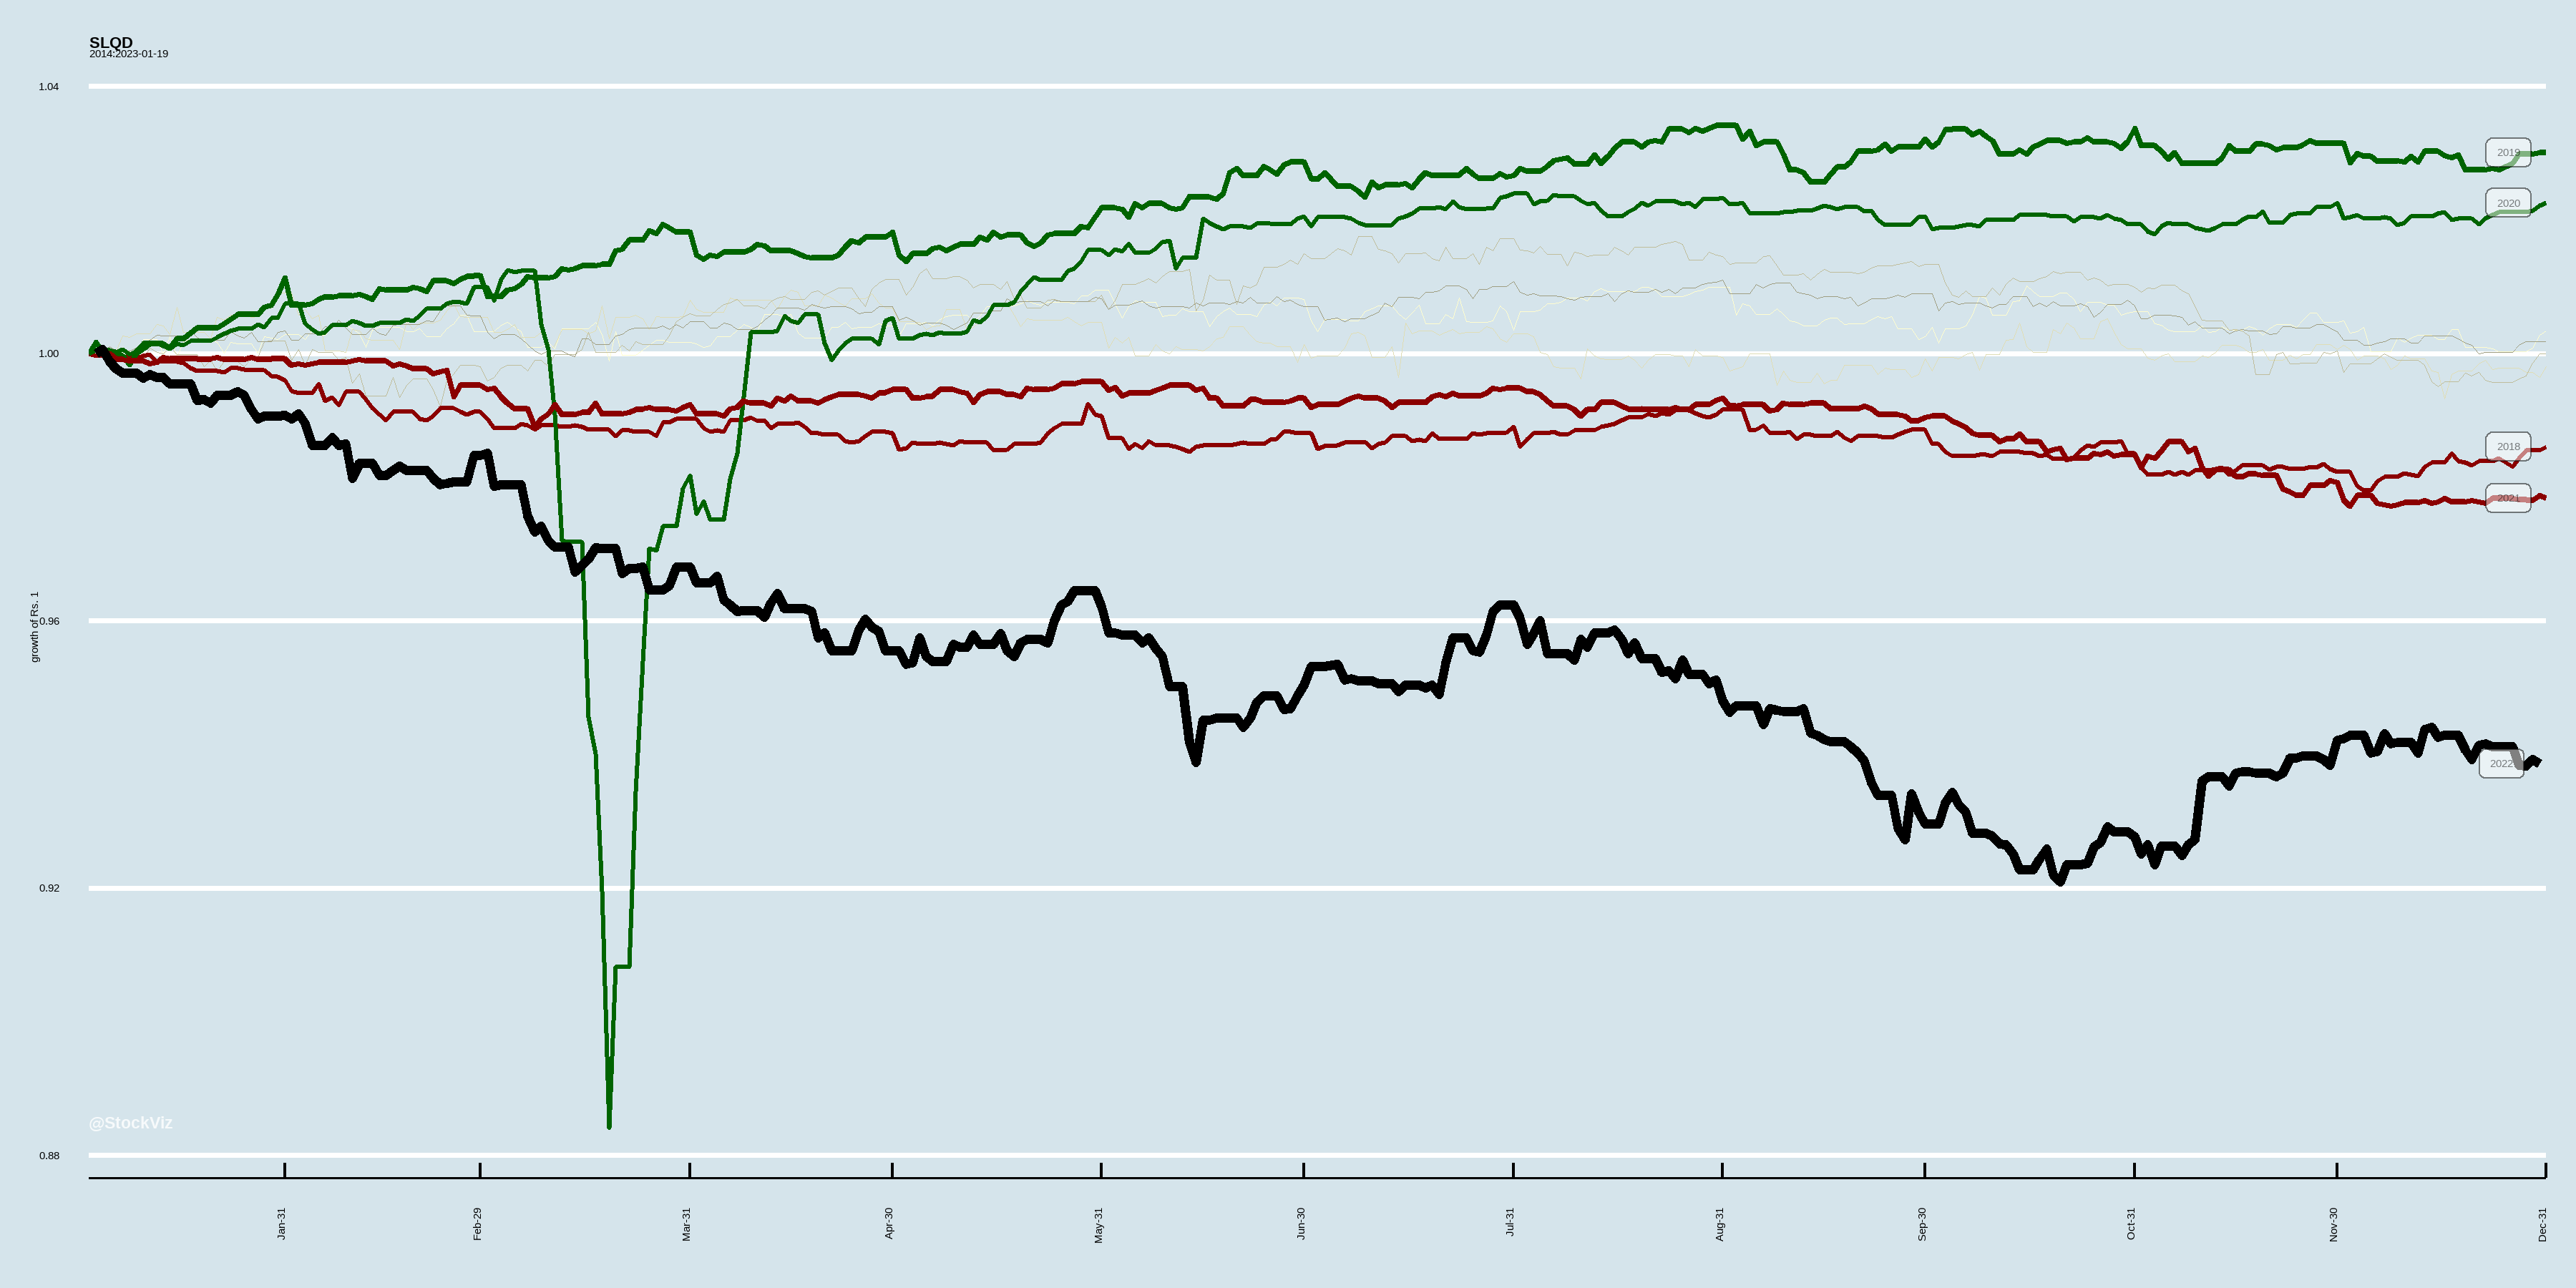 SLQD
2014:2023-01-19
1.04
1.00
0.96
0.92
0.88
growth of Rs. 1
2019
2020
2018
2021
2022
@StockViz
Jan-31
Feb-29
Mar-31
Apr-30
May-31
Jun-30
Jul-31
Aug-31
Sep-30
Oct-31
Nov-30
Dec-31